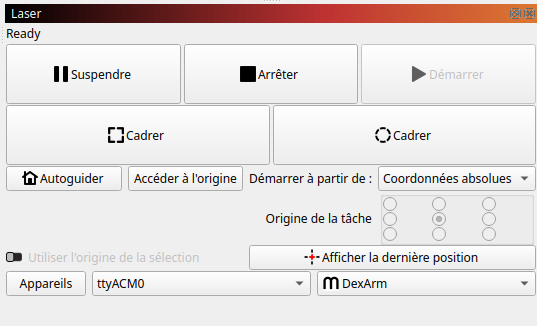 Laser
Ready
Suspendre
Arrêter
Démarrer
Cadrer
Cadrer
Autoguider
Accéder à l'origine
Démarrer à partir de :
Coordonnées absolues
Origine de la tâche
Utiliser l'origine de la sélection
Afficher la dernière position
Appareils
ttyACM0
DexArm